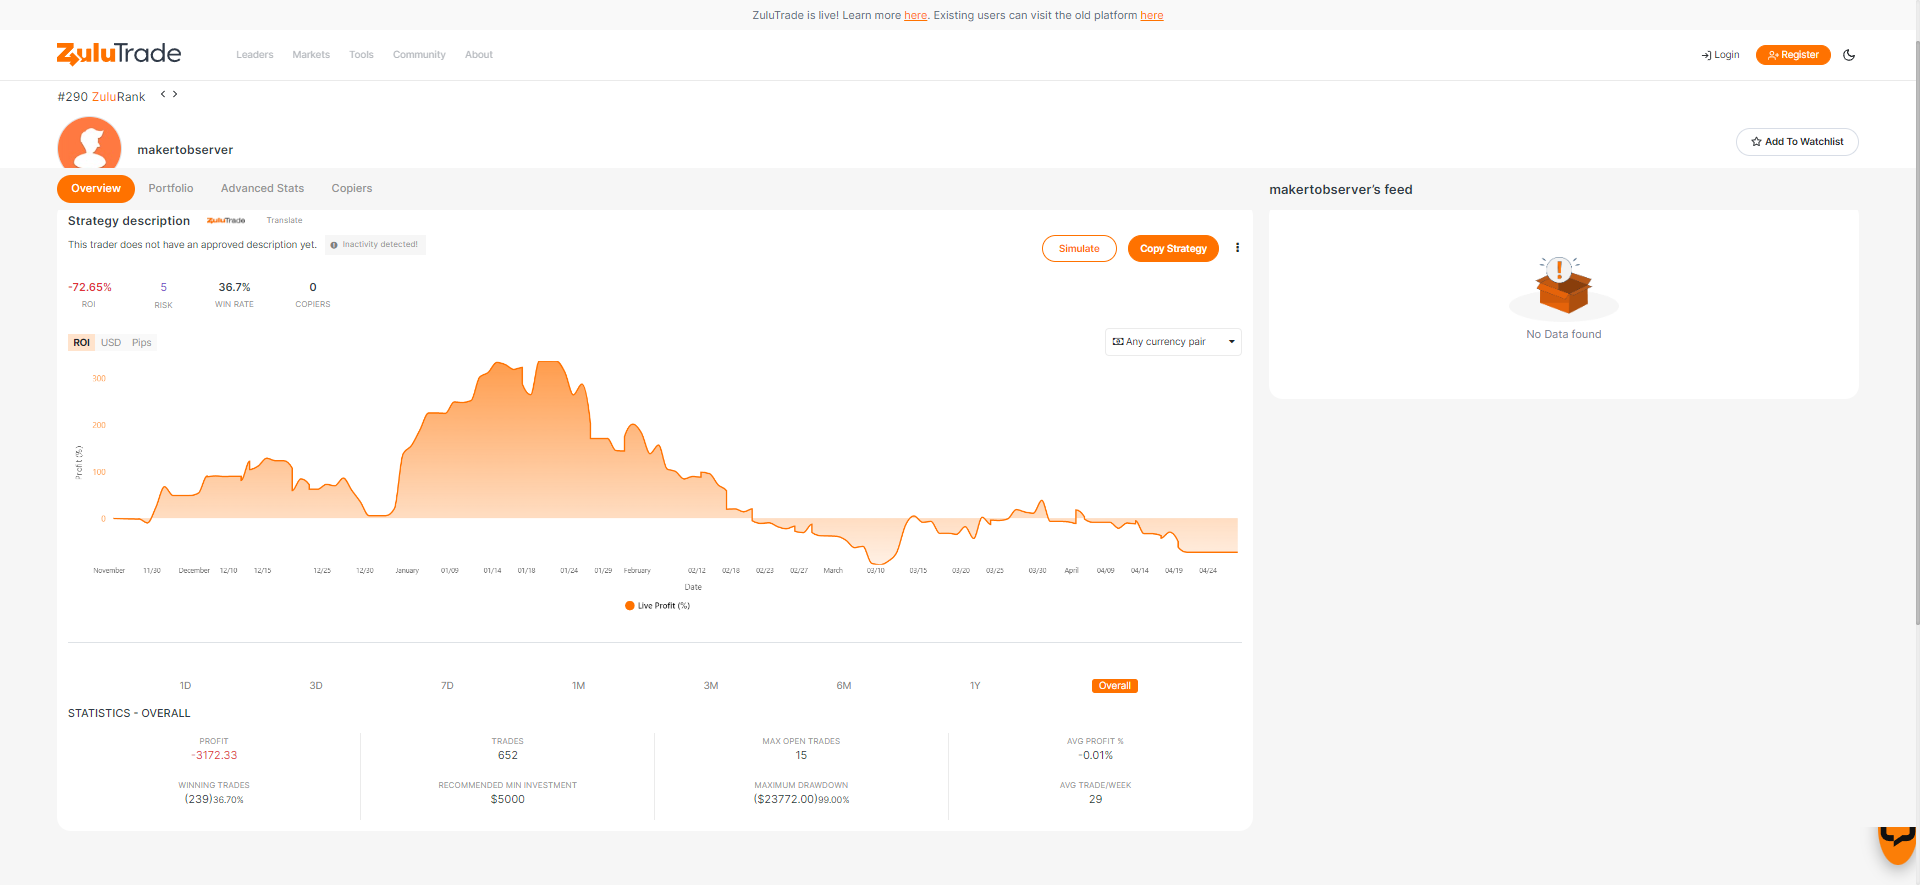 ZuluTrade is live! Learn more here. Existing users can visit the old platform here
ZuluTrade
Leaders Markets Tools Community About
Login Register
#290 ZuluRank
makertobserver
Add To Watchlist
Overview Portfolio Advanced Stats Copiers
makertobserver's feed
Strategy description ZuluTrade Translate
This trader does not have an approved description yet. Inactivity detected!
Simulate Copy Strategy
-72.65% 5 36.7% 0
ROI RISK WIN RATE COPIERS
No Data found
ROI USD Pips
Any currency pair
300
200
100
0
Profit (%)
November 11/30 December 12/10 12/15 12/25 12/30 January 01/09 01/14 01/18 01/24 01/29 February 02/12 02/18 02/23 02/27 March 03/10 03/15 03/20 03/25 03/30 April 04/09 04/14 04/19 04/24
Date
Live Profit (%)
1D 3D 7D 1M 3M 6M 1Y Overall
STATISTICS - OVERALL
PROFIT TRADES MAX OPEN TRADES AVG PROFIT %
-3172.33 652 15 -0.01%
WINNING TRADES RECOMMENDED MIN INVESTMENT MAXIMUM DRAWDOWN AVG TRADE/WEEK
(239)36.70% $5000 ($23772.00)99.00% 29